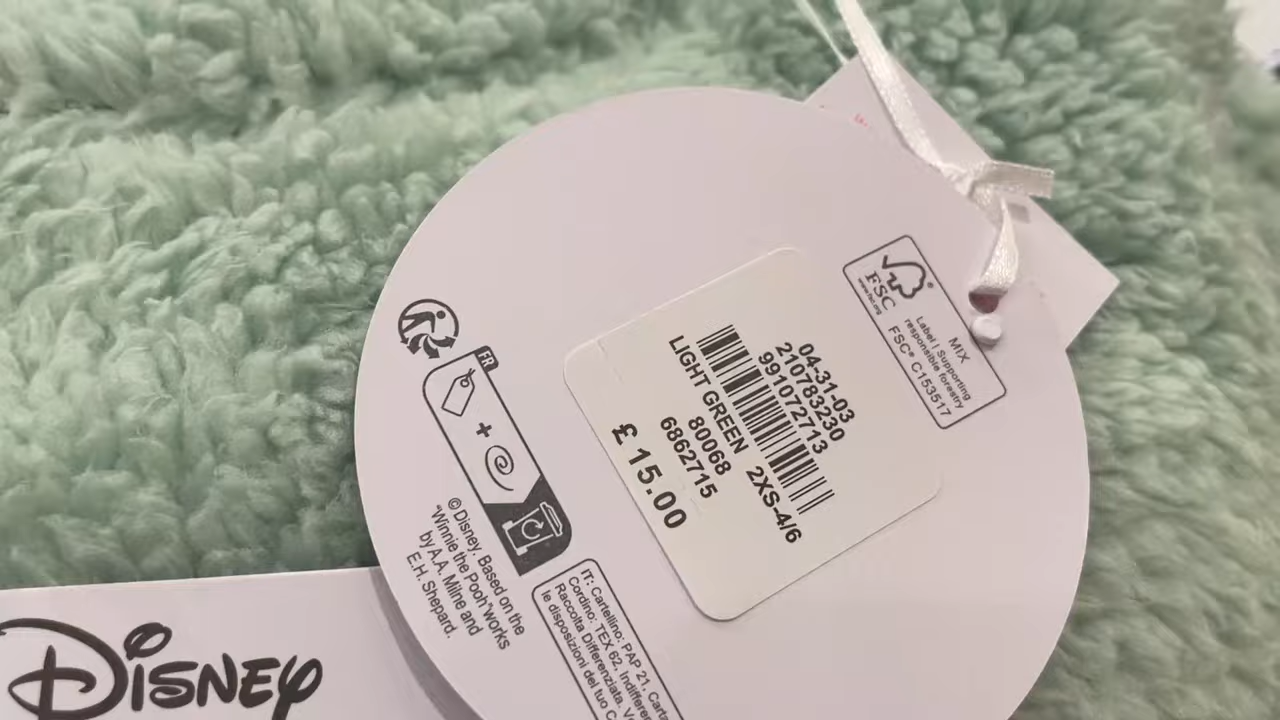 04-31-03
210783230
991072713
LIGHT GREEN 2XS-4/6
80068
6862715
£ 15.00
FSC
www.fsc.org
MIX
Label | Supporting
responsible forestry
FSC® C153517
FR
+
© Disney. Based on the
"Winnie the Pooh" works
by A.A. Milne and
E.H. Shepard.
IT: Cartellino: PAP 21, Carta
Cordino: TEX 62, Indifferen
Raccolta Differenziata. V
le disposizioni del tuo C
DISNEY